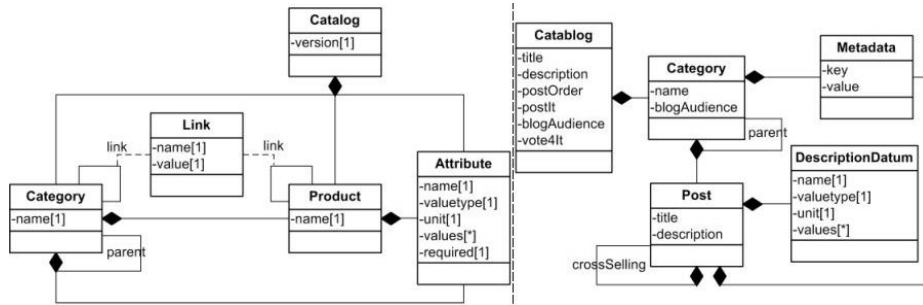 Catalog
-version[1]
Link
-name[1]
-value[1]
link
link
Category
-name[1]
parent
Product
-name[1]
Attribute
-name[1]
-valuetype[1]
-unit[1]
-values[*]
-required[1]
Catablog
-title
-description
-postOrder
-postIt
-blogAudience
-vote4It
Category
-name
-blogAudience
parent
Metadata
-key
-value
Post
-title
-description
crossSelling
DescriptionDatum
-name[1]
-valuetype[1]
-unit[1]
-values[*]